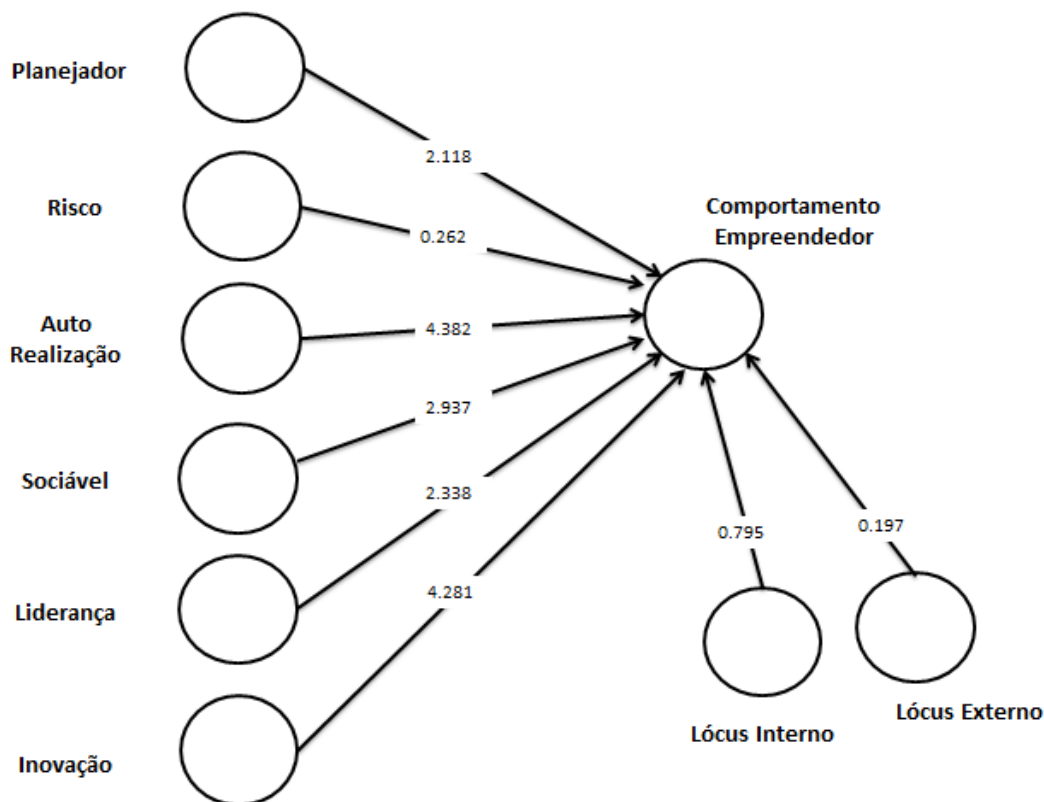 Planejador
2.118
Risco
0.262
Comportamento
Empreendedor
Auto
Realização
4.382
Sociável
2.937
Liderança
2.338
Inovação
4.281
0.795
0.197
Lócus Interno
Lócus Externo